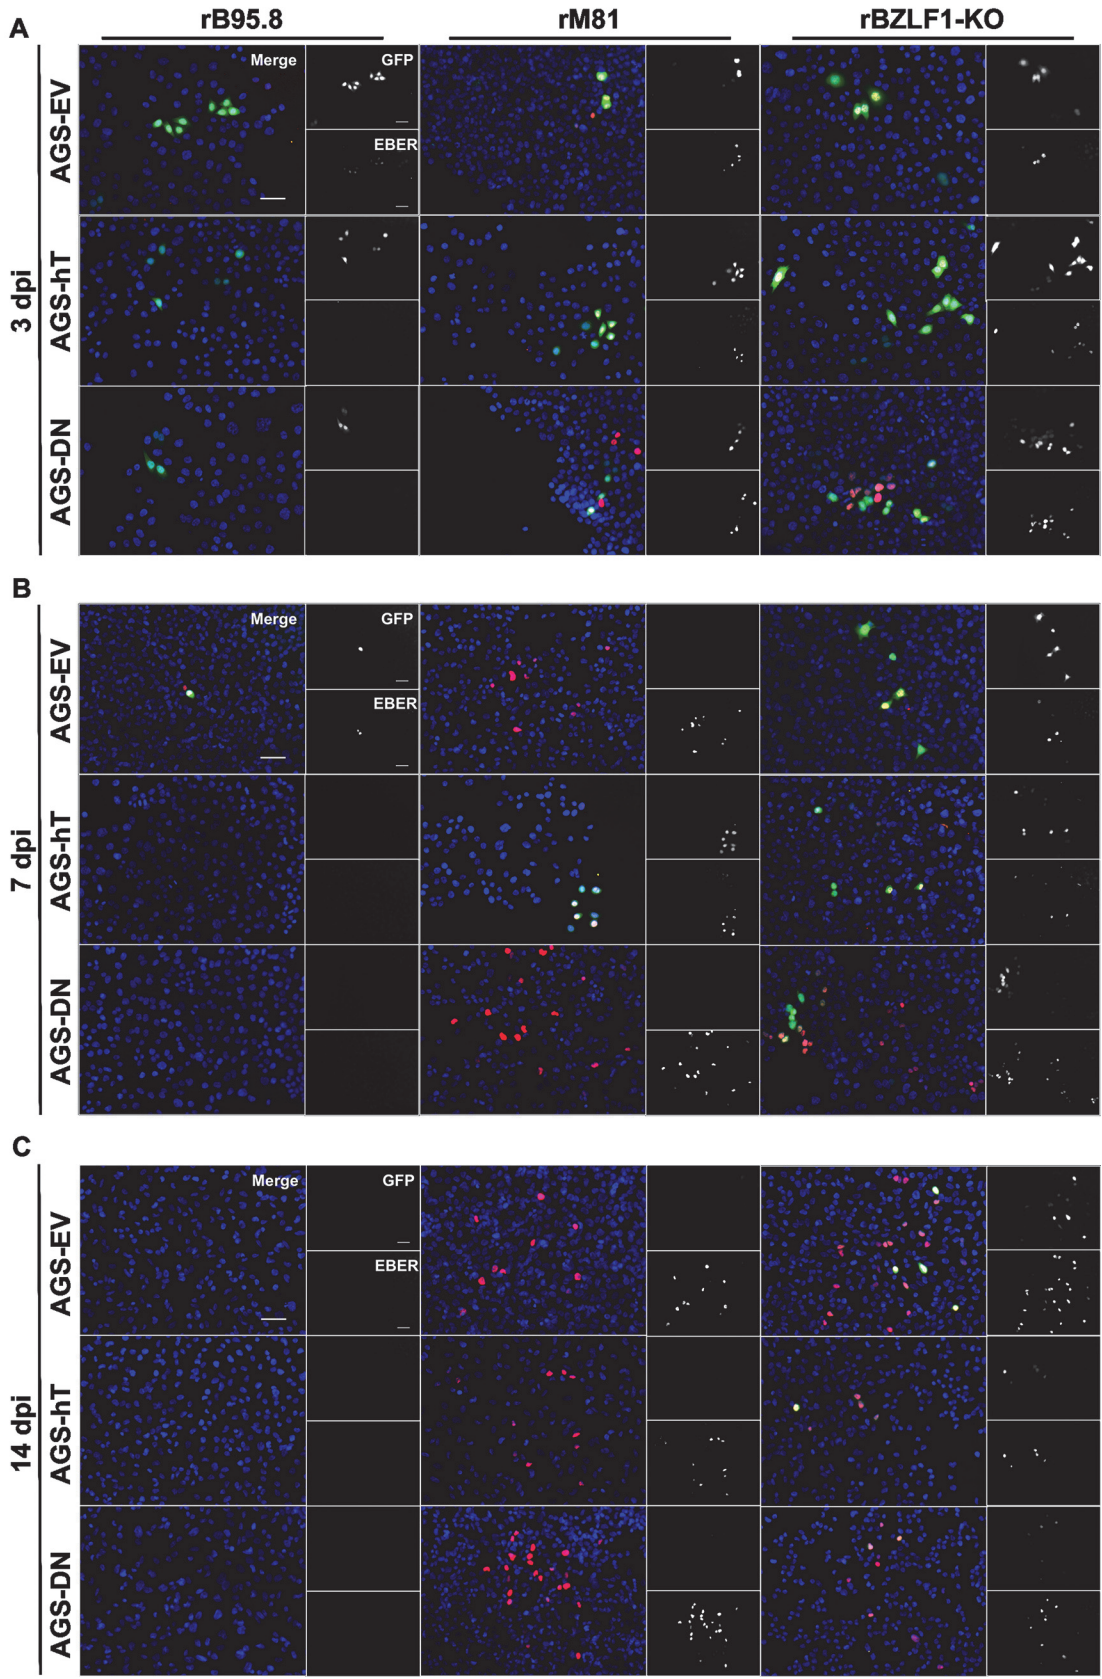 A
rB95.8
rM81
rBZLF1-KO
3 dpi
AGS-EV
Merge
GFP
EBER
AGS-hT
AGS-DN
B
7 dpi
AGS-EV
Merge
GFP
EBER
AGS-hT
AGS-DN
C
14 dpi
AGS-EV
Merge
GFP
EBER
AGS-hT
AGS-DN